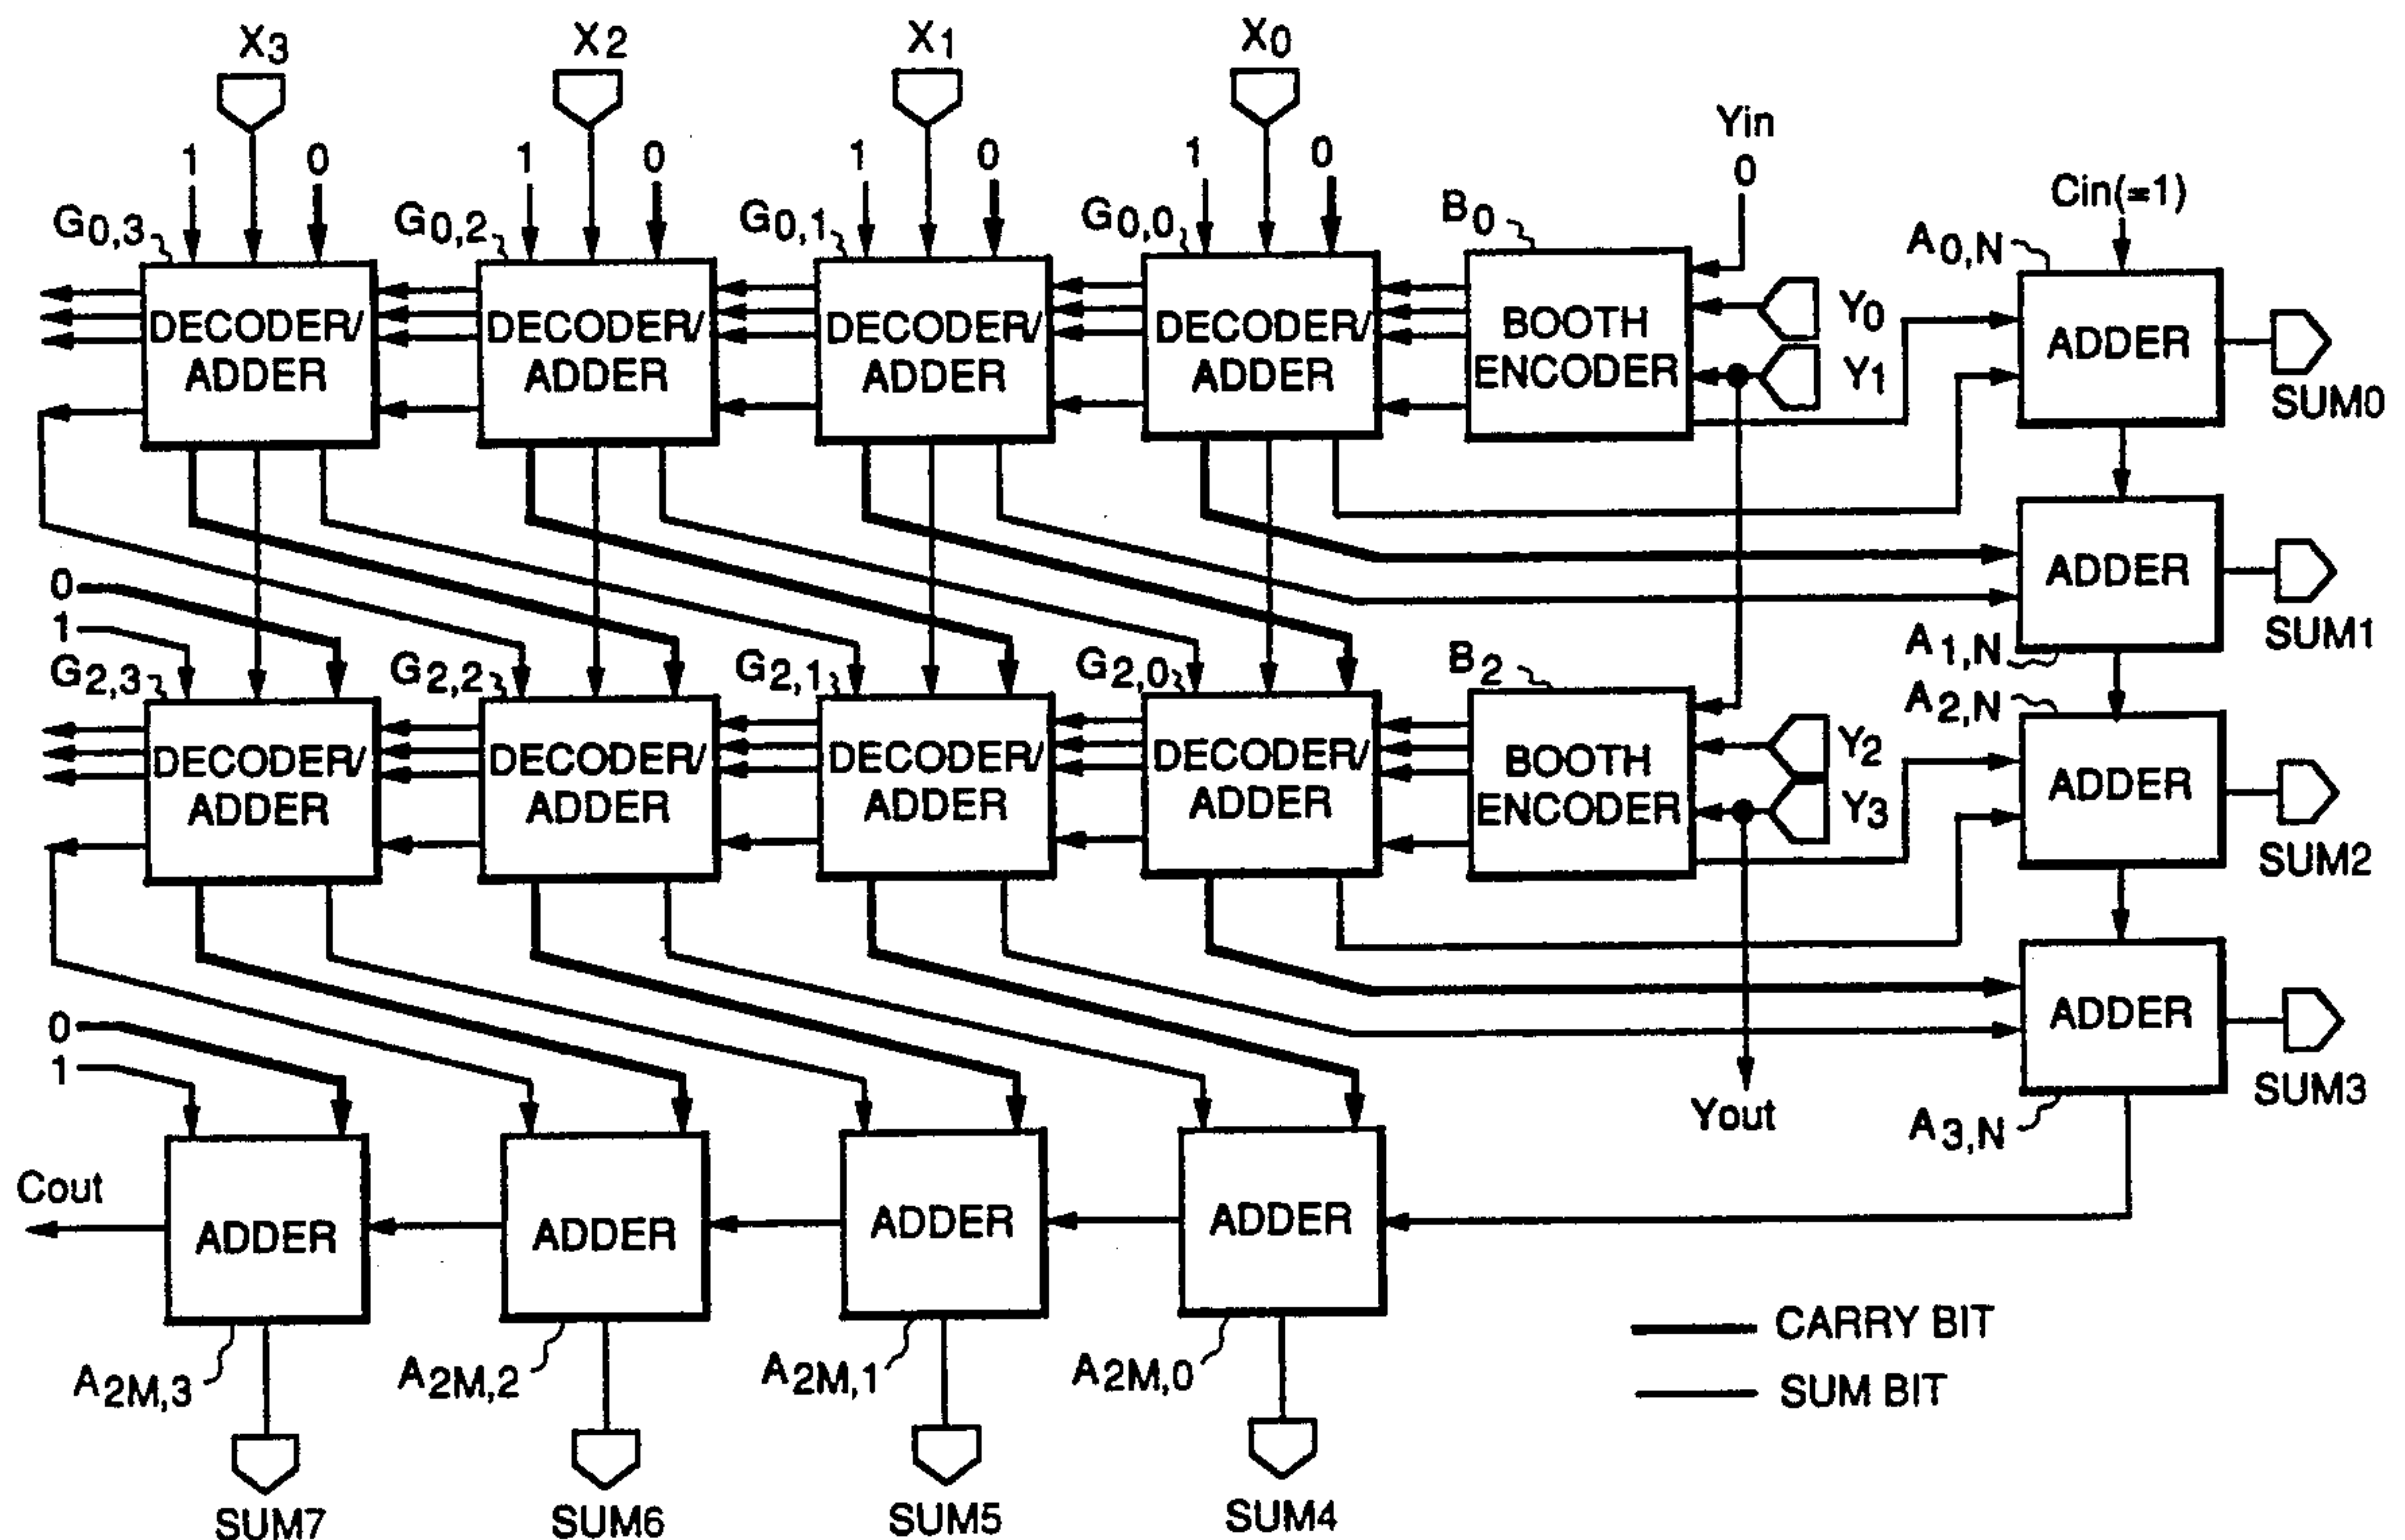 X3 X2 X1 X0
Yin
1 0 1 0 1 0 1 0 0
Cin(=1)
G0,3 G0,2 G0,1 G0,0 B0 A0,N
DECODER/ADDER DECODER/ADDER DECODER/ADDER DECODER/ADDER BOOTH ENCODER Y0 ADDER
Y1
SUM0
0
ADDER
1
SUM1
G2,3 G2,2 G2,1 G2,0 B2 A1,N
A2,N
DECODER/ADDER DECODER/ADDER DECODER/ADDER DECODER/ADDER BOOTH ENCODER Y2 ADDER
Y3
SUM2
0
ADDER
1
SUM3
Yout
A3,N
Cout
ADDER ADDER ADDER ADDER
CARRY BIT
A2M,3 A2M,2 A2M,1 A2M,0
SUM BIT
SUM7 SUM6 SUM5 SUM4